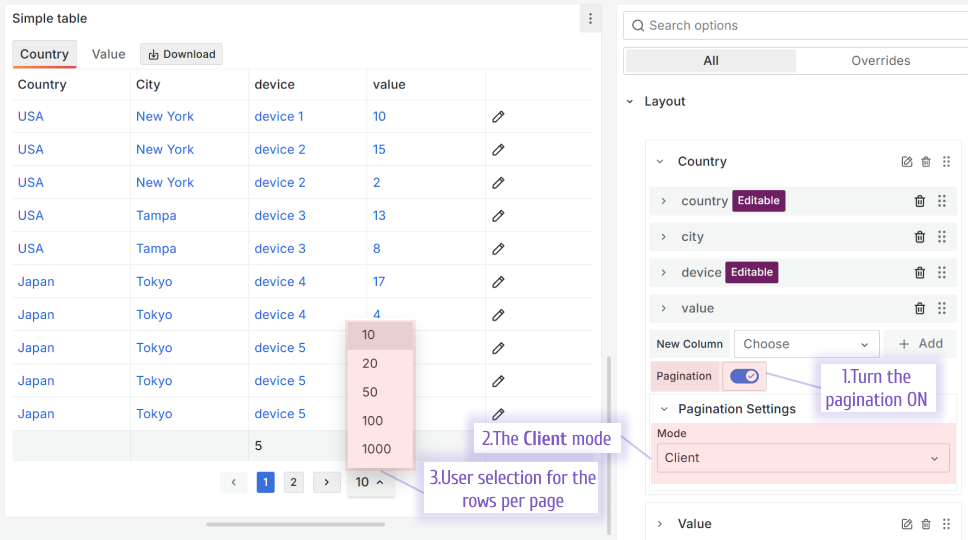 Simple table
Country Value Download
Country City device value
USA New York device 1 10
USA New York device 2 15
USA New York device 2 2
USA Tampa device 3 13
USA Tampa device 3 8
Japan Tokyo device 4 17
Japan Tokyo device 4 4
Japan Tokyo device 5
Japan Tokyo device 5
Japan Tokyo device 5
5
10
20
50
100
1000
1 2 10
Search options
All Overrides
Layout
Country
country Editable
city
device Editable
value
New Column Choose Add
Pagination
Pagination Settings
Mode
Client
Value
1.Turn the
pagination ON
2.The Client mode
3.User selection for the
rows per page